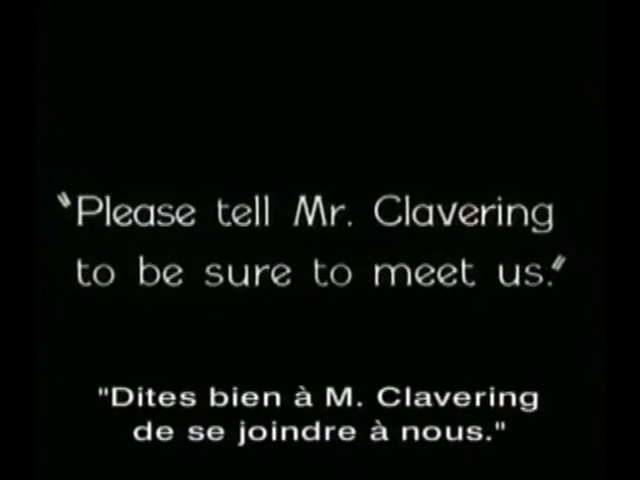 "Please tell Mr. Clavering
to be sure to meet us."
"Dites bien à M. Clavering
de se joindre à nous."